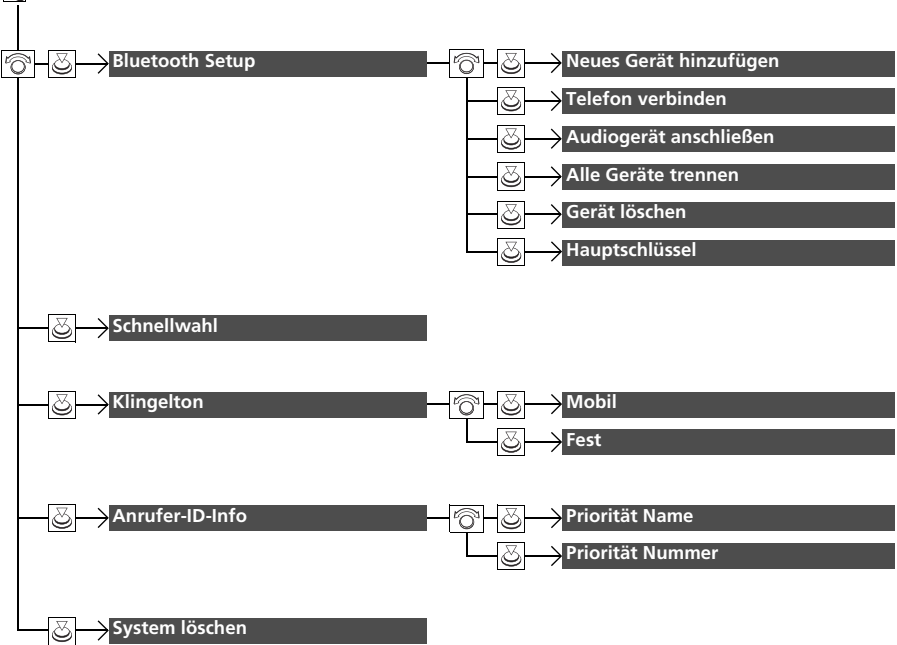 Bluetooth Setup
Neues Gerät hinzufügen
Telefon verbinden
Audiogerät anschließen
Alle Geräte trennen
Gerät löschen
Hauptschlüssel
Schnellwahl
Klingelton
Mobil
Fest
Anrufer-ID-Info
Priorität Name
Priorität Nummer
System löschen